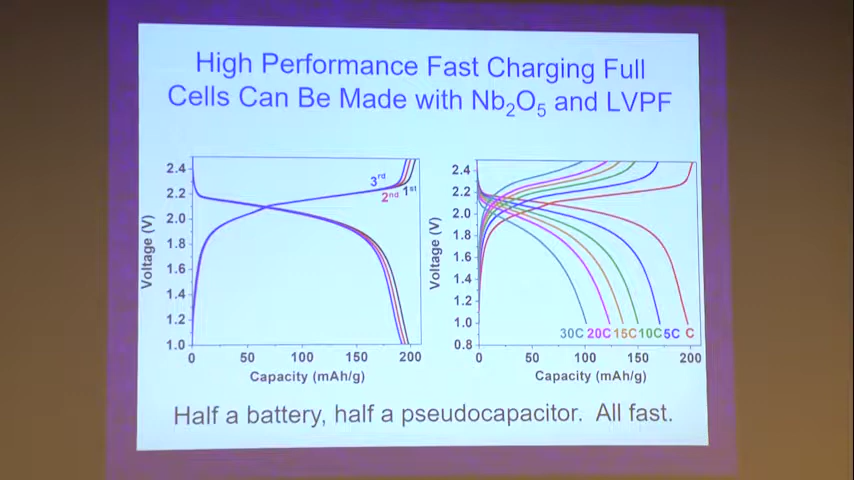 High Performance Fast Charging Full
Cells Can Be Made with Nb₂O₅ and LVPF
2.4
2.2
2.0
1.8
1.6
1.4
1.2
1.0
Voltage (V)
3rd
2nd 1st
0 50 100 150 200
Capacity (mAh/g)
2.4
2.2
2.0
1.8
1.6
1.4
1.2
1.0
0.8
Voltage (V)
30C 20C 15C 10C 5C C
0 50 100 150 200
Capacity (mAh/g)
Half a battery, half a pseudocapacitor. All fast.